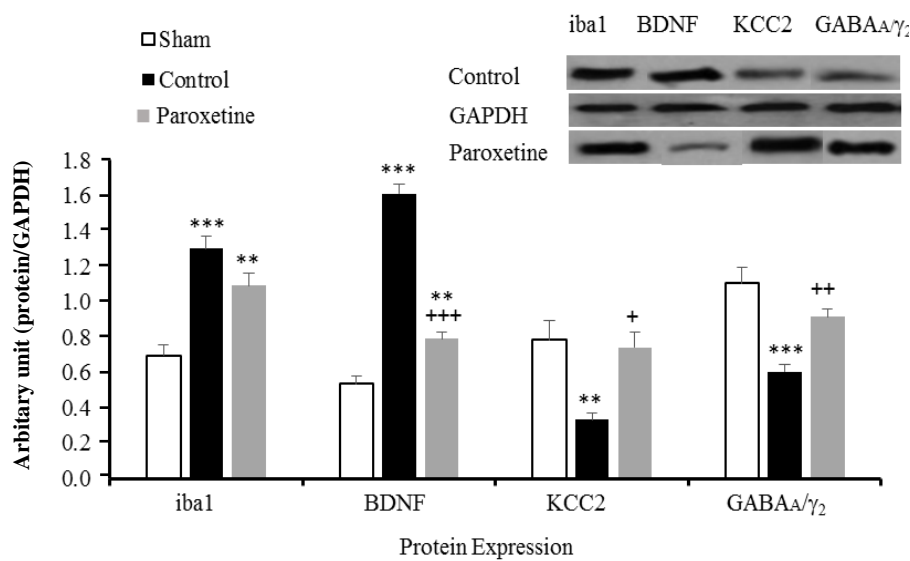 iba1 BDNF KCC2 GABAA/γ2
Sham
Control
Paroxetine
Control
GAPDH
Paroxetine
Arbitary unit (protein/GAPDH)
1.8
1.6
1.4
1.2
1.0
0.8
0.6
0.4
0.2
0.0
***
**
***
**
+++
**
+
***
++
iba1 BDNF KCC2 GABAA/γ2
Protein Expression